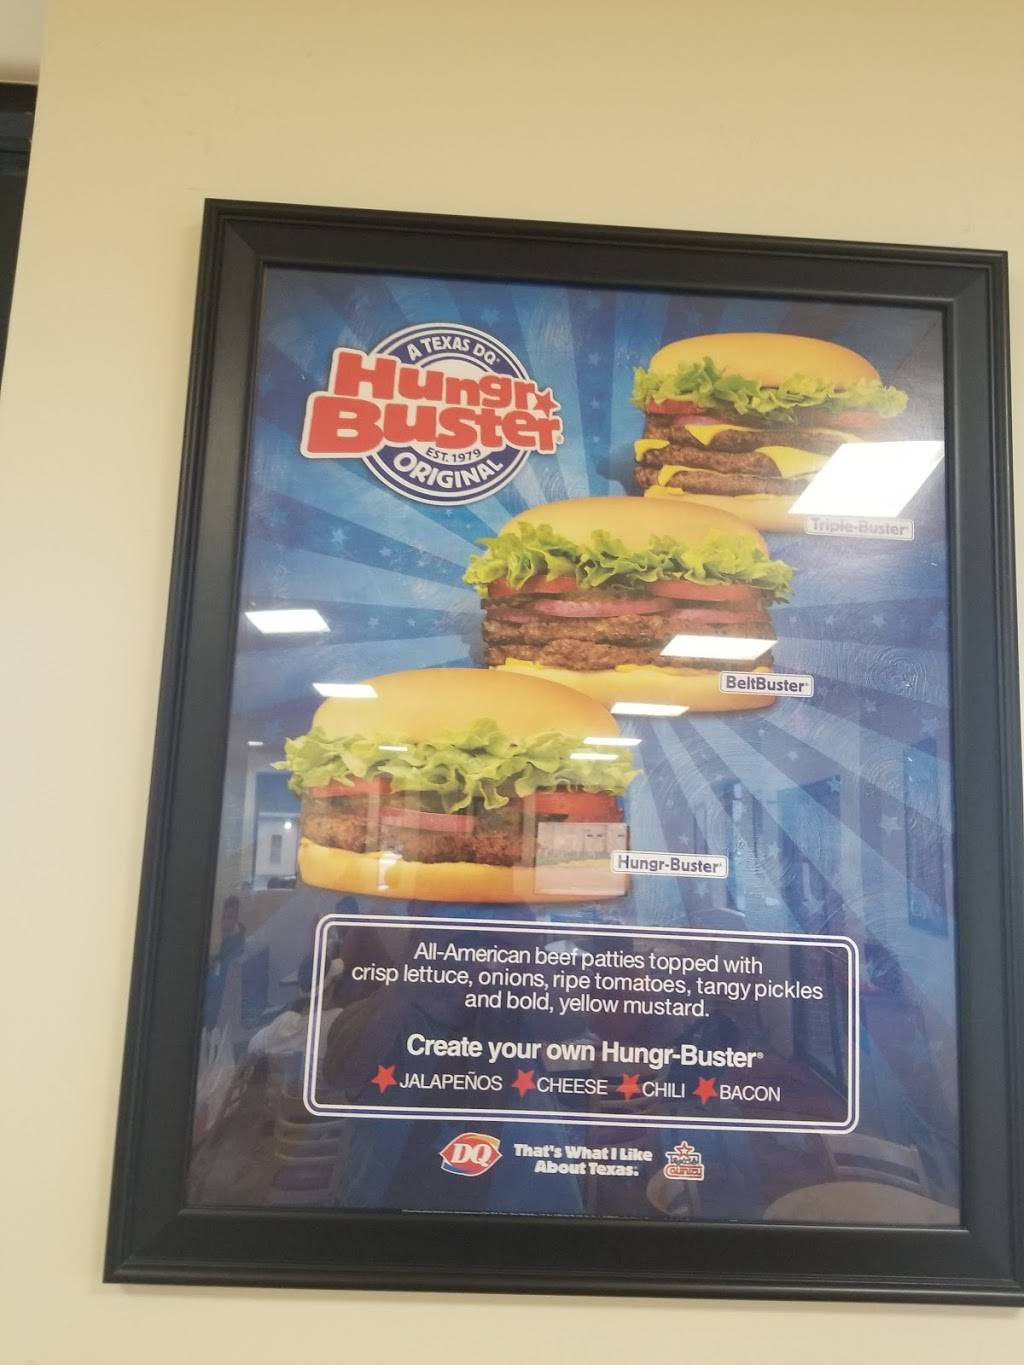 A TEXAS DQ®
Hungr
Buster®
EST. 1979
ORIGINAL
Triple-Buster®
BeltBuster®
Hungr-Buster®
All-American beef patties topped with
crisp lettuce, onions, ripe tomatoes, tangy pickles
and bold, yellow mustard.
Create your own Hungr-Buster®
JALAPEÑOS CHEESE CHILI BACON
DQ
That's What I Like
About Texas.
Texas
Country